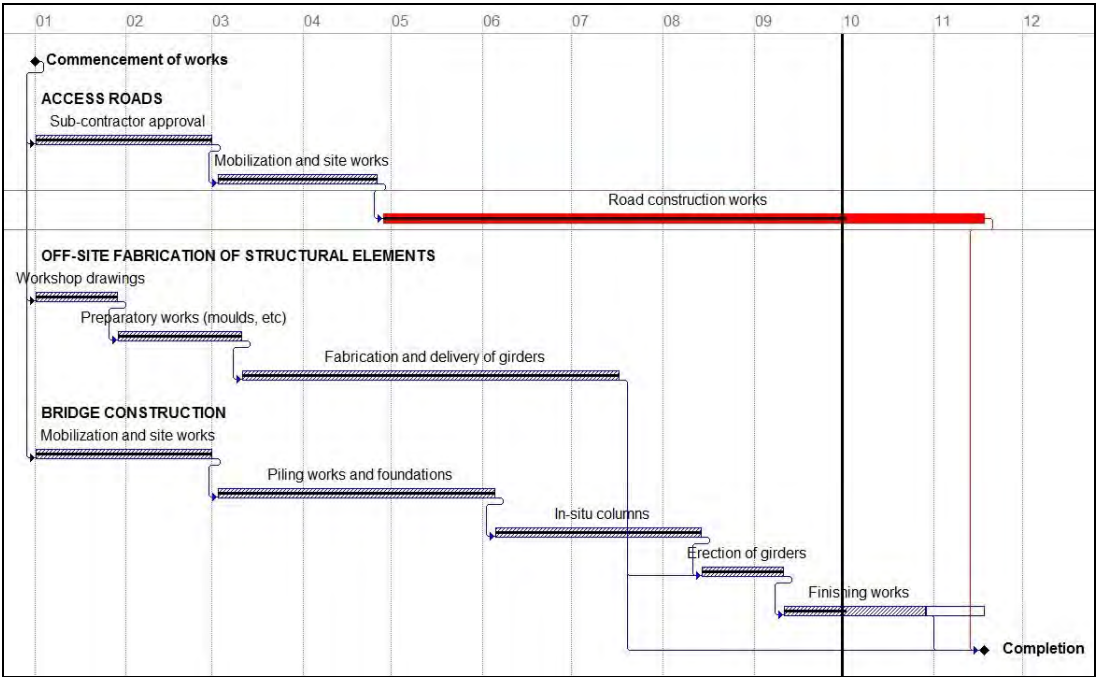 01 02 03 04 05 06 07 08 09 10 11 12
Commencement of works
ACCESS ROADS
Sub-contractor approval
Mobilization and site works
Road construction works
OFF-SITE FABRICATION OF STRUCTURAL ELEMENTS
Workshop drawings
Preparatory works (moulds, etc)
Fabrication and delivery of girders
BRIDGE CONSTRUCTION
Mobilization and site works
Piling works and foundations
In-situ columns
Erection of girders
Finishing works
Completion